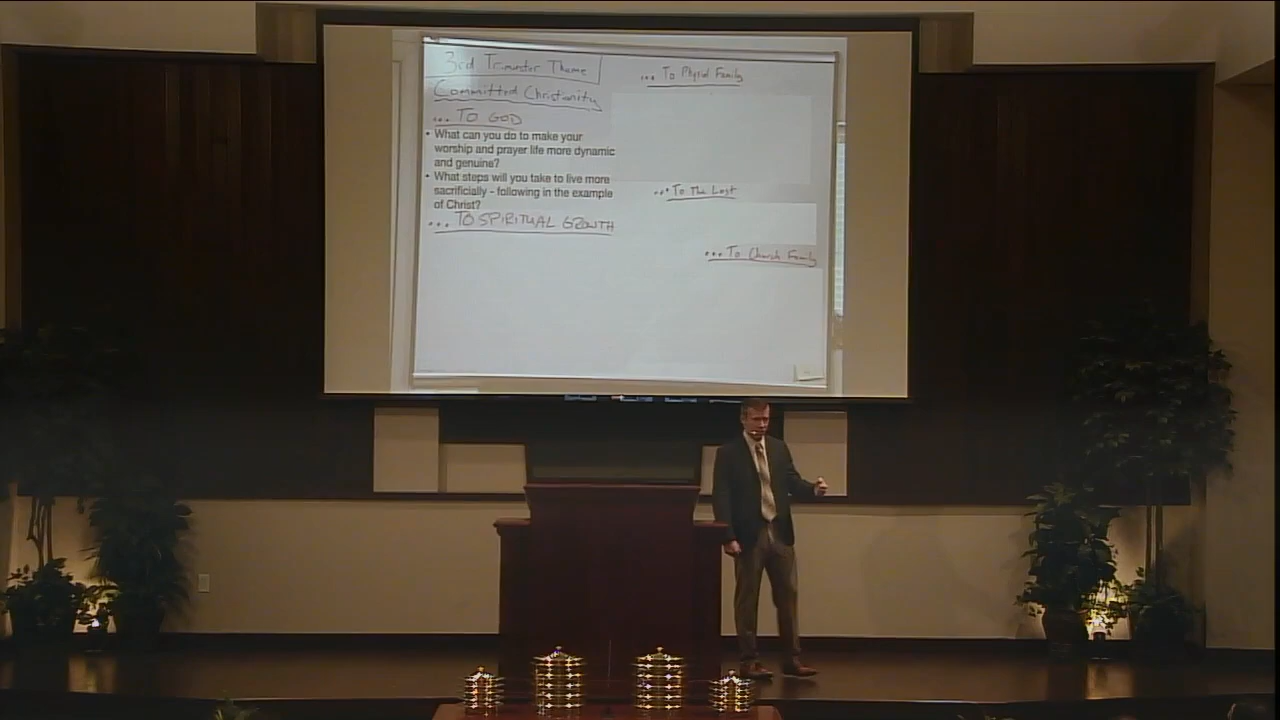 3rd Trimester Theme
Committed Christianity
... TO GOD
• What can you do to make your
worship and prayer life more dynamic
and genuine?
• What steps will you take to live more
sacrificially - following in the example
of Christ?
... TO SPIRITUAL GROWTH
... To Physical Family
... To The Lost
... To Church Family